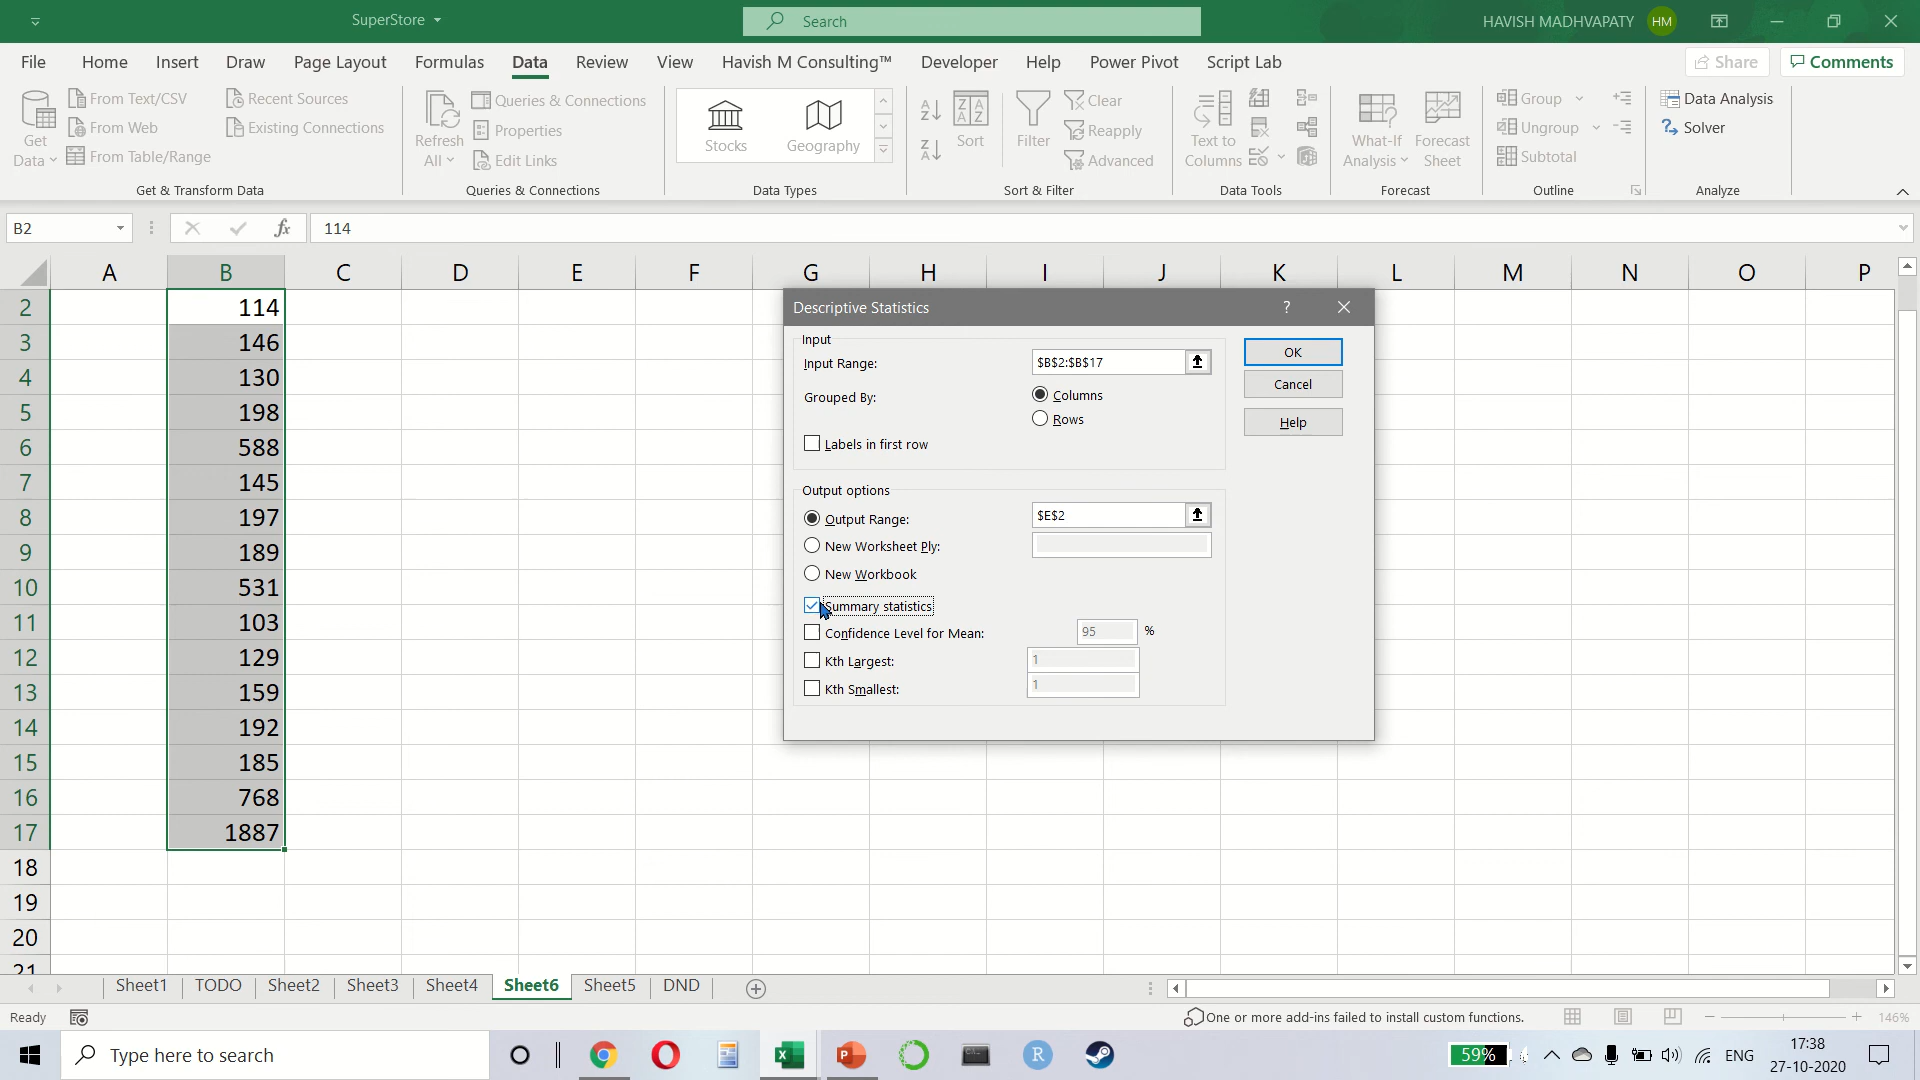 SuperStore
Search
HAVISH MADHVAPATY
HM
File Home Insert Draw Page Layout Formulas Data Review View Havish M Consulting™ Developer Help Power Pivot Script Lab
Share
Comments
Get Data
From Text/CSV
From Web
From Table/Range
Recent Sources
Existing Connections
Get & Transform Data
Refresh All
Queries & Connections
Properties
Edit Links
Queries & Connections
Stocks
Geography
Data Types
Sort
Filter
Clear
Reapply
Advanced
Sort & Filter
Text to Columns
Data Tools
What-If Analysis
Forecast Sheet
Forecast
Group
Ungroup
Subtotal
Outline
Data Analysis
Solver
Analyze
B2
fx
114
A B C D E F G H I J K L M N O P
2 114
3 146
4 130
5 198
6 588
7 145
8 197
9 189
10 531
11 103
12 129
13 159
14 192
15 185
16 768
17 1887
18
19
20
21
Descriptive Statistics
?
Input
Input Range: $B$2:$B$17
Grouped By: Columns
Rows
Labels in first row
OK
Cancel
Help
Output options
Output Range: $E$2
New Worksheet Ply:
New Workbook
Summary statistics
Confidence Level for Mean: 95 %
Kth Largest: 1
Kth Smallest: 1
Sheet1 TODO Sheet2 Sheet3 Sheet4 Sheet6 Sheet5 DND
Ready
One or more add-ins failed to install custom functions.
146%
Type here to search
59%
ENG
17:38
27-10-2020